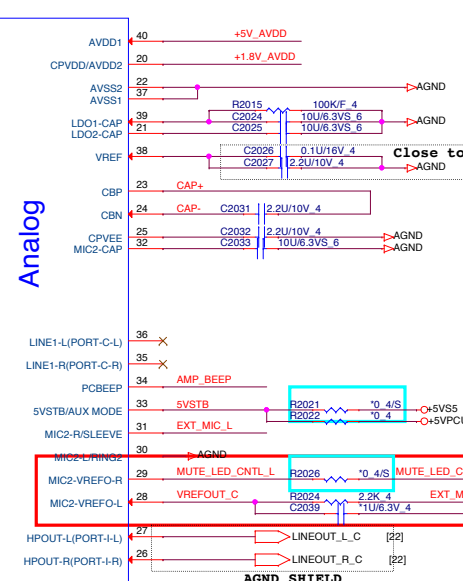 AVDD1 40 +5V_AVDD
CPVDD/AVDD2 20 +1.8V_AVDD
AVSS2 22 AGND
AVSS1 37
R2015 100K/F_4
LDO1-CAP 39 C2024 10U/6.3VS_6 AGND
LDO2-CAP 21 C2025 10U/6.3VS_6
VREF 38 C2026 0.1U/16V_4 Close to
C2027 2.2U/10V_4 AGND
CBP 23 CAP+
CBN 24 CAP- C2031 2.2U/10V_4
CPVEE 25 C2032 2.2U/10V_4 AGND
MIC2-CAP 32 C2033 10U/6.3VS_6 AGND
Analog
LINE1-L(PORT-C-L) 36
LINE1-R(PORT-C-R) 35
PCBEEP 34 AMP_BEEP
5VSTB/AUX MODE 33 5VSTB R2021 *0_4/S +5VS5
R2022 *0_4 +5VPCU
MIC2-R/SLEEVE 31 EXT_MIC_L
MIC2-L/RING2 30 AGND
MIC2-VREFO-R 29 MUTE_LED_CNTL_L R2026 *0_4/S MUTE_LED_C
MIC2-VREFO-L 28 VREFOUT_C R2024 2.2K_4 EXT_M
C2039 *1U/6.3V_4
HPOUT-L(PORT-I-L) 27 LINEOUT_L_C [22]
HPOUT-R(PORT-I-R) 26 LINEOUT_R_C [22]
AGND SHIELD